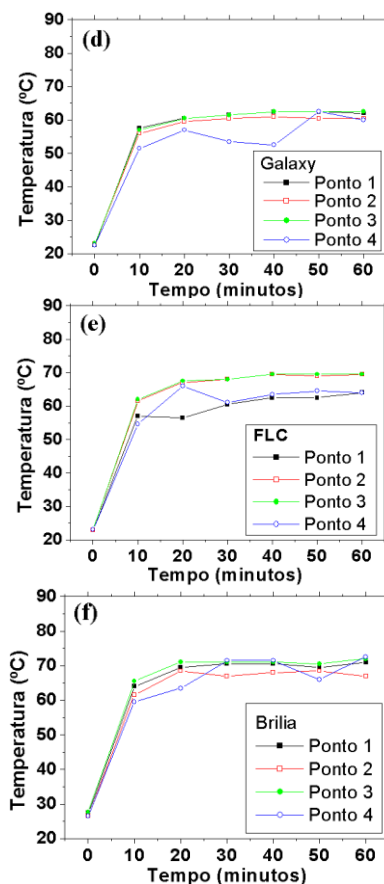 (d)
Temperatura (ºC)
90
80
70
60
50
40
30
20
Galaxy
Ponto 1
Ponto 2
Ponto 3
Ponto 4
0 10 20 30 40 50 60
Tempo (minutos)
(e)
Temperatura (ºC)
90
80
70
60
50
40
30
20
FLC
Ponto 1
Ponto 2
Ponto 3
Ponto 4
0 10 20 30 40 50 60
Tempo (minutos)
(f)
Temperatura (ºC)
90
80
70
60
50
40
30
20
Brilia
Ponto 1
Ponto 2
Ponto 3
Ponto 4
0 10 20 30 40 50 60
Tempo (minutos)